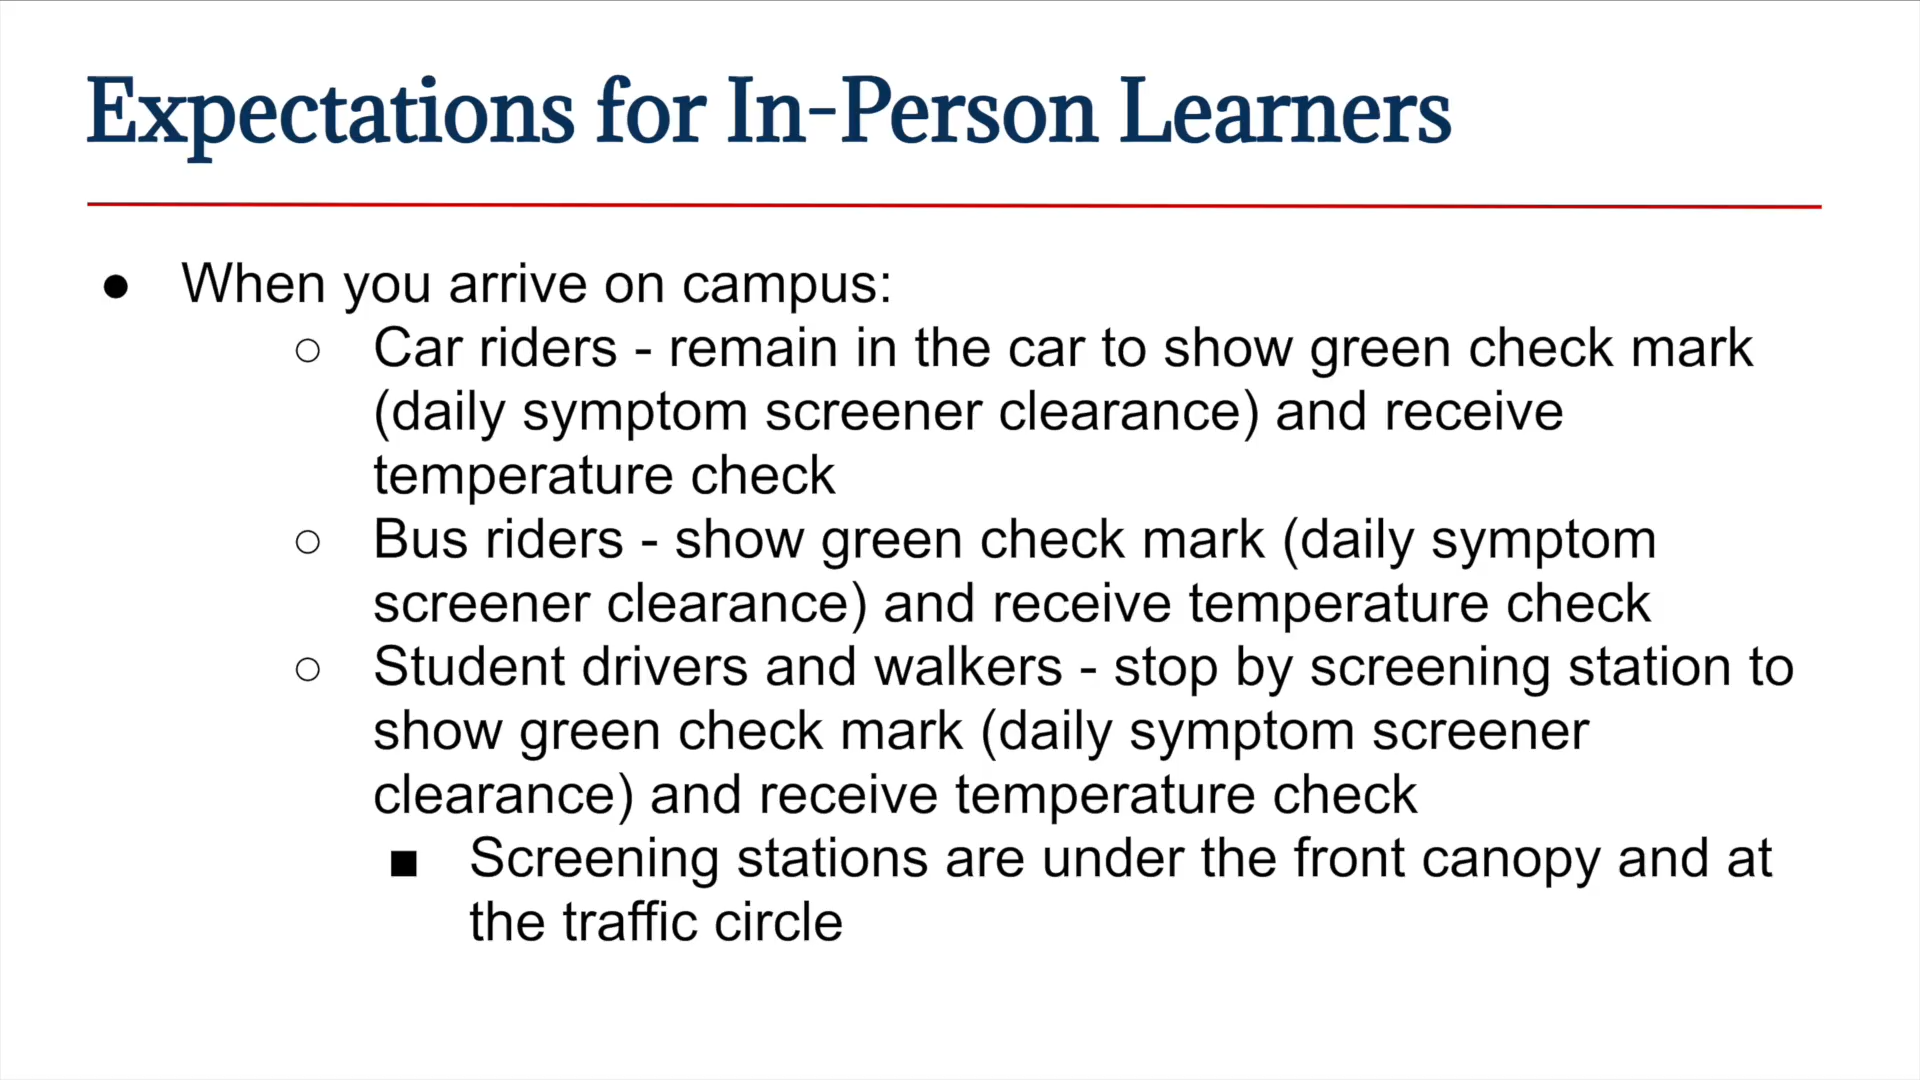 Expectations for In-Person Learners
● When you arrive on campus:
○ Car riders - remain in the car to show green check mark
(daily symptom screener clearance) and receive
temperature check
○ Bus riders - show green check mark (daily symptom
screener clearance) and receive temperature check
○ Student drivers and walkers - stop by screening station to
show green check mark (daily symptom screener
clearance) and receive temperature check
■ Screening stations are under the front canopy and at
the traffic circle